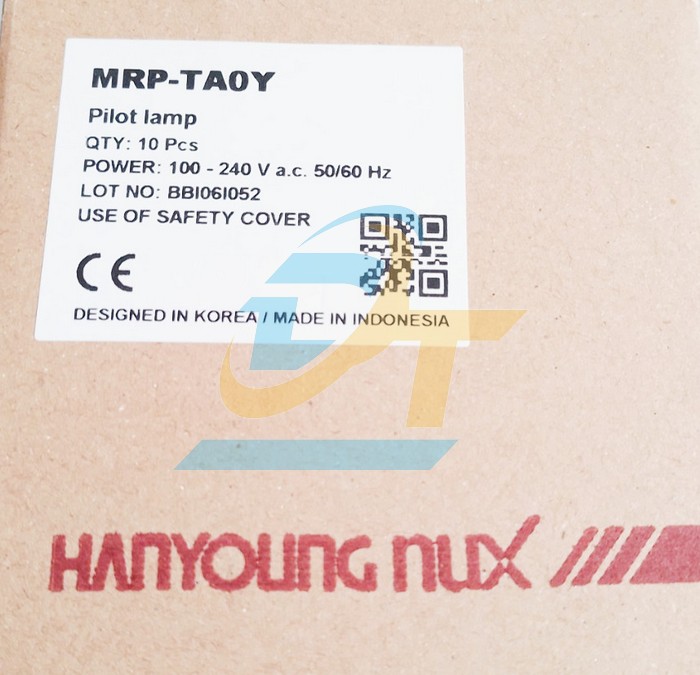 MRP-TA0Y
Pilot lamp
QTY: 10 Pcs
POWER: 100 - 240 V a.c. 50/60 Hz
LOT NO: BBI06I052
USE OF SAFETY COVER
CE
DESIGNED IN KOREA / MADE IN INDONESIA
DT
HANYOUNG NUX